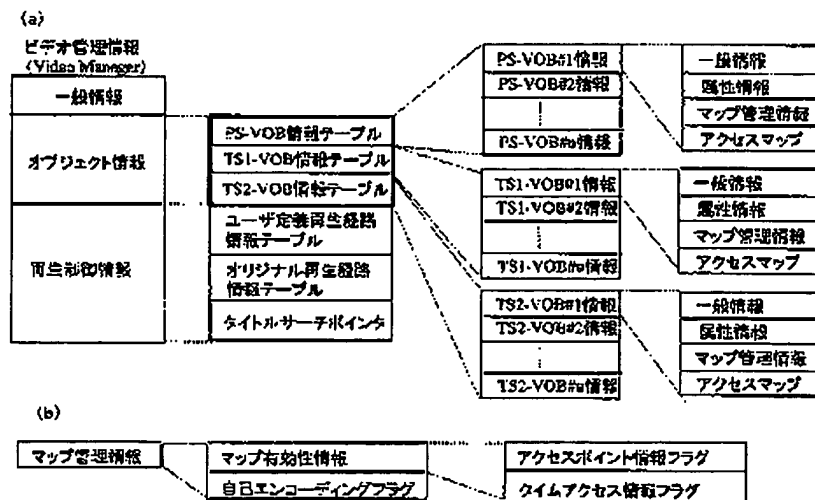 (a)
ビデオ管理情報
(Video Manager)
一般情報
オブジェクト情報
再生制御情報
PS-VOB情報テーブル
TS1-VOB情報テーブル
TS2-VOB情報テーブル
ユーザ定義再生経路
情報テーブル
オリジナル再生経路
情報テーブル
タイトルサーチポインタ
PS-VOB#1情報
PS-VOB#2情報
PS-VOB#n情報
一般情報
属性情報
マップ管理情報
アクセスマップ
TS1-VOB#1情報
TS1-VOB#2情報
TS1-VOB#n情報
一般情報
属性情報
マップ管理情報
アクセスマップ
TS2-VOB#1情報
TS2-VOB#2情報
TS2-VOB#n情報
一般情報
属性情報
マップ管理情報
アクセスマップ
(b)
マップ管理情報
マップ有効性情報
自己エンコーディングフラグ
アクセスポイント情報フラグ
タイムアクセス情報フラグ